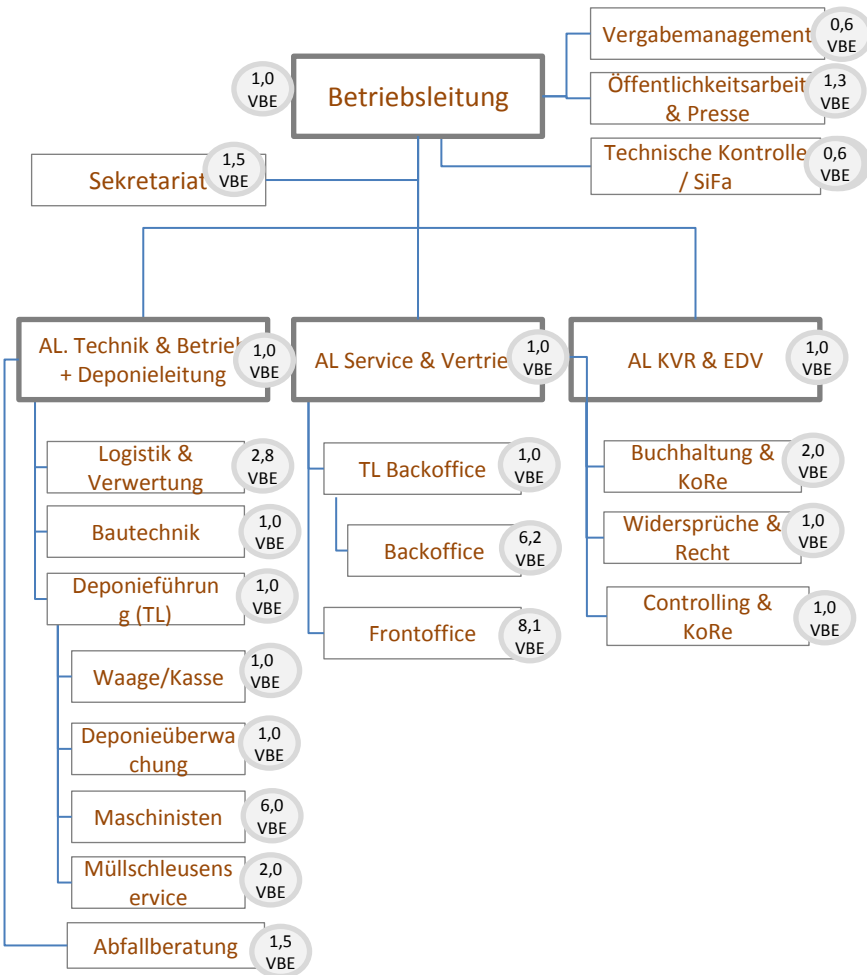 Vergabemanagement
0,6
VBE
1,0
VBE
Betriebsleitung
Öffentlichkeitsarbeit
& Presse
1,3
VBE
Technische Kontrolle
/ SiFa
0,6
VBE
Sekretariat
1,5
VBE
AL. Technik & Betrieb
+ Deponieleitung
1,0
VBE
AL Service & Vertrieb
1,0
VBE
AL KVR & EDV
1,0
VBE
Logistik &
Verwertung
2,8
VBE
Bautechnik
1,0
VBE
Deponieführun
g (TL)
1,0
VBE
Waage/Kasse
1,0
VBE
Deponieüberwa
chung
1,0
VBE
Maschinisten
6,0
VBE
Müllschleusens
ervice
2,0
VBE
Abfallberatung
1,5
VBE
TL Backoffice
1,0
VBE
Backoffice
6,2
VBE
Frontoffice
8,1
VBE
Buchhaltung &
KoRe
2,0
VBE
Widersprüche &
Recht
1,0
VBE
Controlling &
KoRe
1,0
VBE